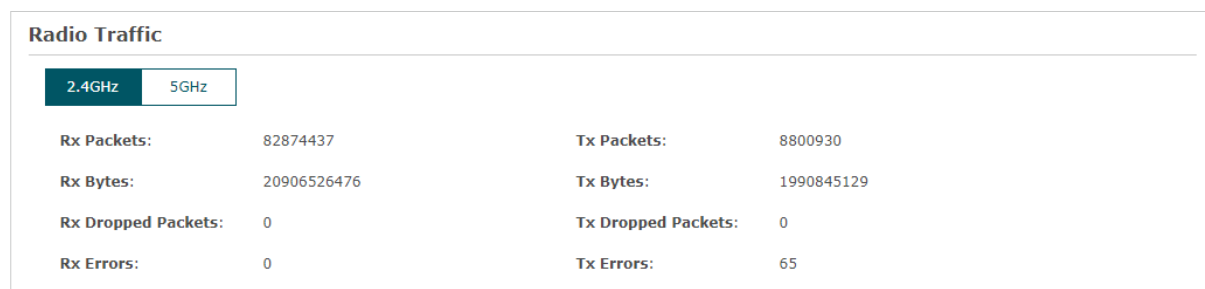 Radio Traffic
2.4GHz 5GHz
Rx Packets: 82874437 Tx Packets: 8800930
Rx Bytes: 20906526476 Tx Bytes: 1990845129
Rx Dropped Packets: 0 Tx Dropped Packets: 0
Rx Errors: 0 Tx Errors: 65